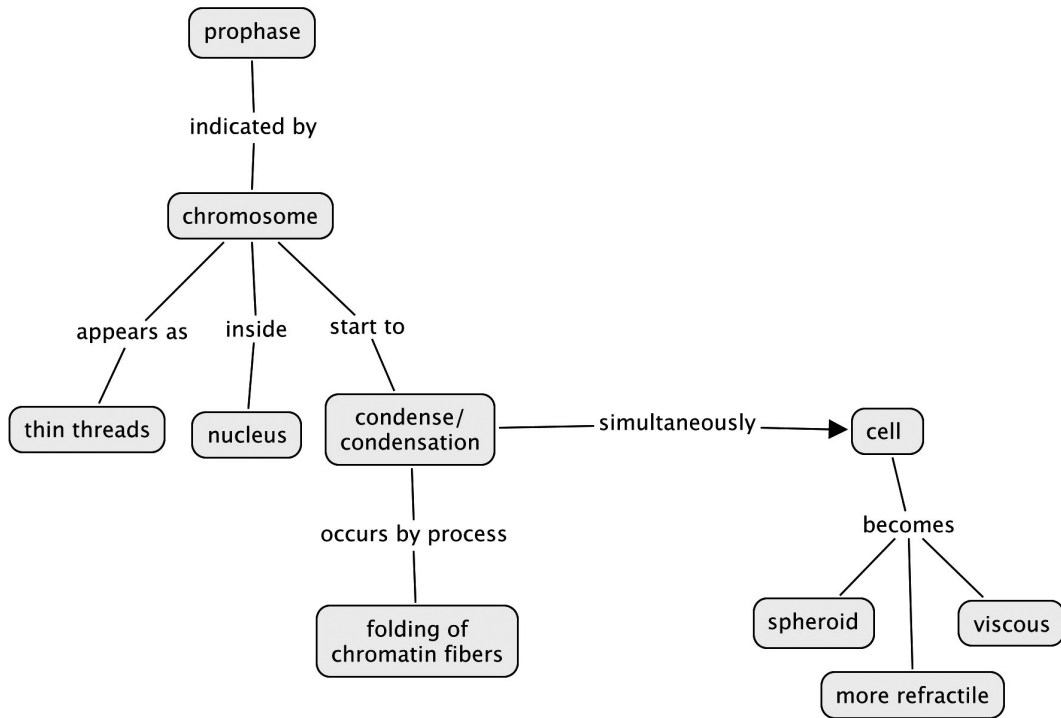 prophase
indicated by
chromosome
appears as
inside
start to
thin threads
nucleus
condense/
condensation
simultaneously
cell
occurs by process
becomes
folding of
chromatin fibers
spheroid
viscous
more refractile